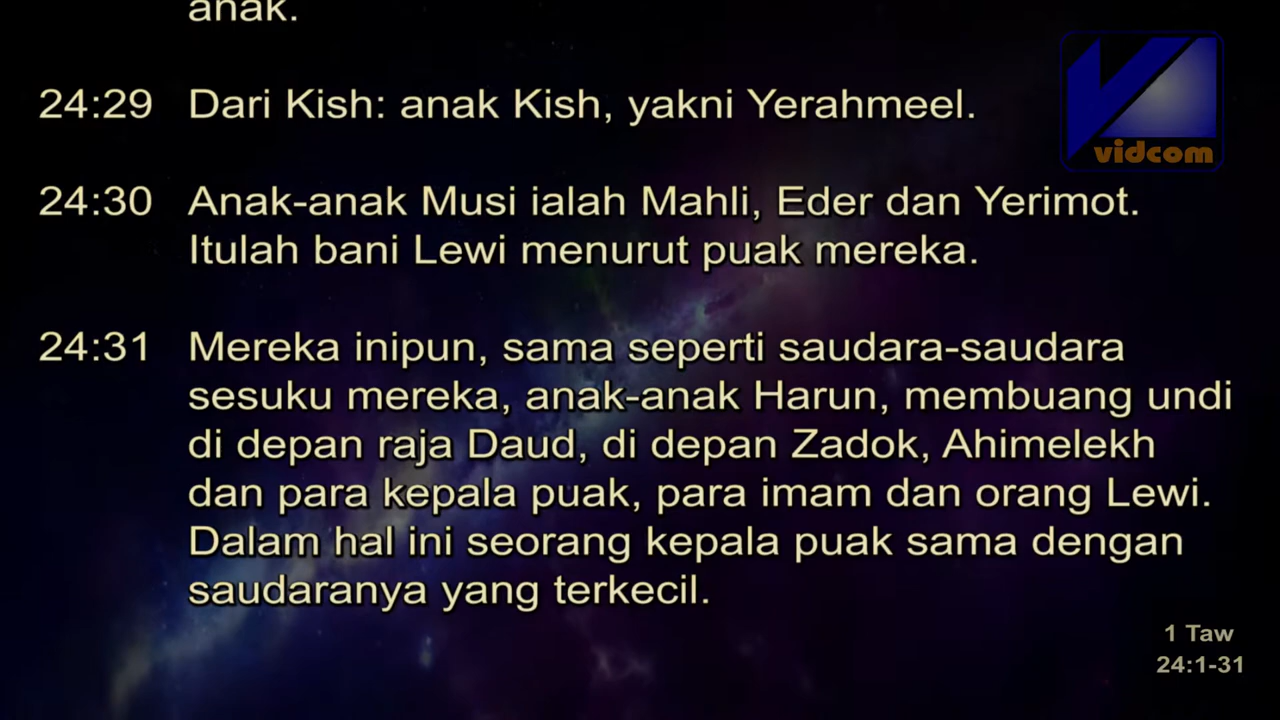 anak.
24:29 Dari Kish: anak Kish, yakni Yerahmeel.
vidcom
24:30 Anak-anak Musi ialah Mahli, Eder dan Yerimot.
Itulah bani Lewi menurut puak mereka.
24:31 Mereka inipun, sama seperti saudara-saudara
sesuku mereka, anak-anak Harun, membuang undi
di depan raja Daud, di depan Zadok, Ahimelekh
dan para kepala puak, para imam dan orang Lewi.
Dalam hal ini seorang kepala puak sama dengan
saudaranya yang terkecil.
1 Taw
24:1-31